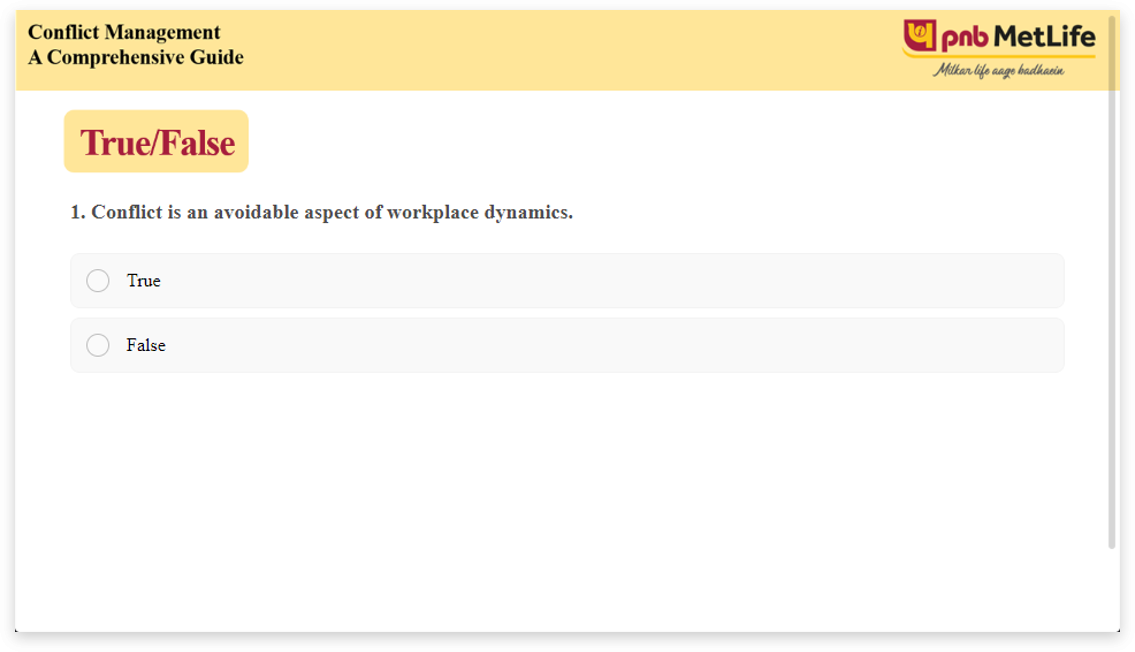 Conflict Management
A Comprehensive Guide
pnb MetLife
Milkar life aage badhaein
True/False
1. Conflict is an avoidable aspect of workplace dynamics.
True
False